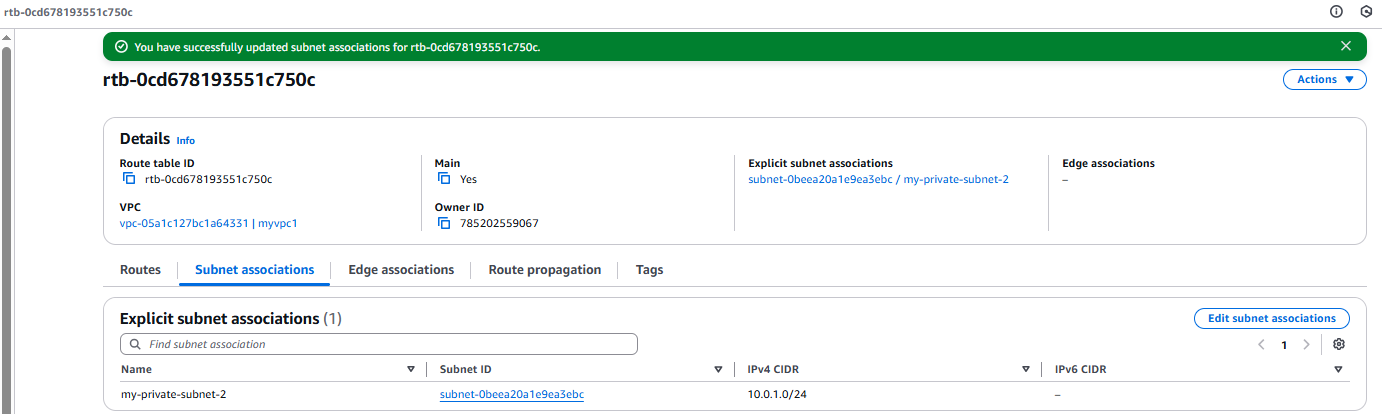 rtb-0cd678193551c750c
You have successfully updated subnet associations for rtb-0cd678193551c750c.
rtb-0cd678193551c750c
Actions
Details Info
Route table ID
rtb-0cd678193551c750c
Main
Yes
Explicit subnet associations
subnet-0beea20a1e9ea3ebc / my-private-subnet-2
Edge associations
–
VPC
vpc-05a1c127bc1a64331 | myvpc1
Owner ID
785202559067
Routes Subnet associations Edge associations Route propagation Tags
Explicit subnet associations (1)
Edit subnet associations
Find subnet association
1
Name Subnet ID IPv4 CIDR IPv6 CIDR
my-private-subnet-2 subnet-0beea20a1e9ea3ebc 10.0.1.0/24 –